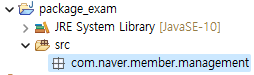 package_exam
JRE System Library [JavaSE-10]
src
com.naver.member.management